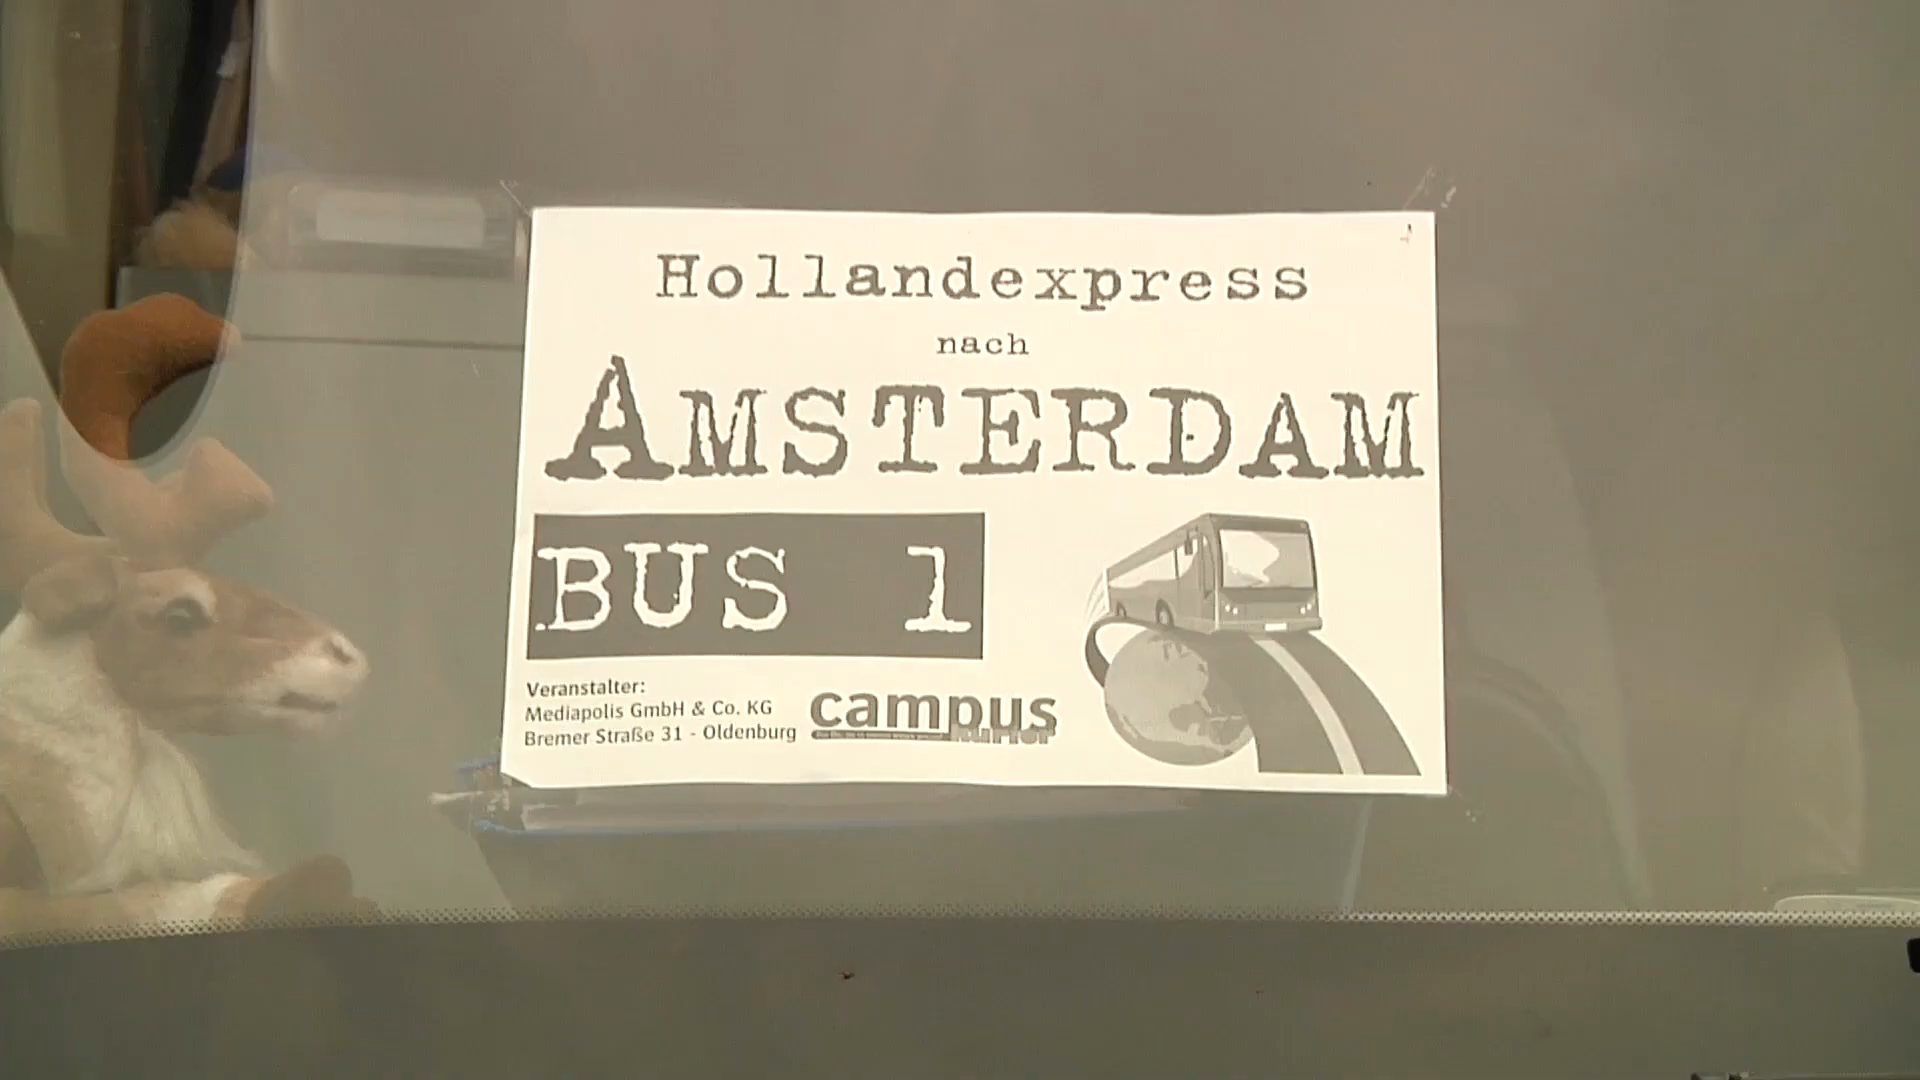 Hollandexpress
nach
AMSTERDAM
BUS 1
Veranstalter:
Mediapolis GmbH & Co. KG
Bremer Straße 31 - Oldenburg
campus